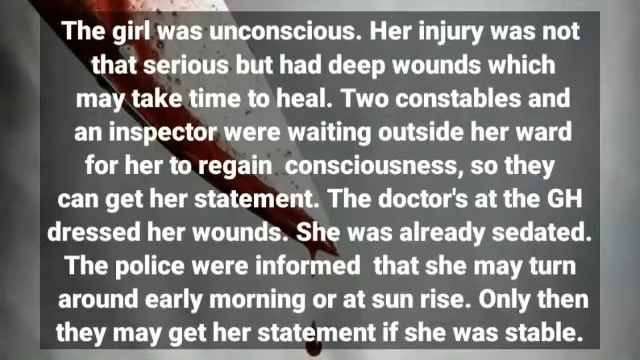 The girl was unconscious. Her injury was not
that serious but had deep wounds which
may take time to heal. Two constables and
an inspector were waiting outside her ward
for her to regain consciousness, so they
can get her statement. The doctor's at the GH
dressed her wounds. She was already sedated.
The police were informed that she may turn
around early morning or at sun rise. Only then
they may get her statement if she was stable.